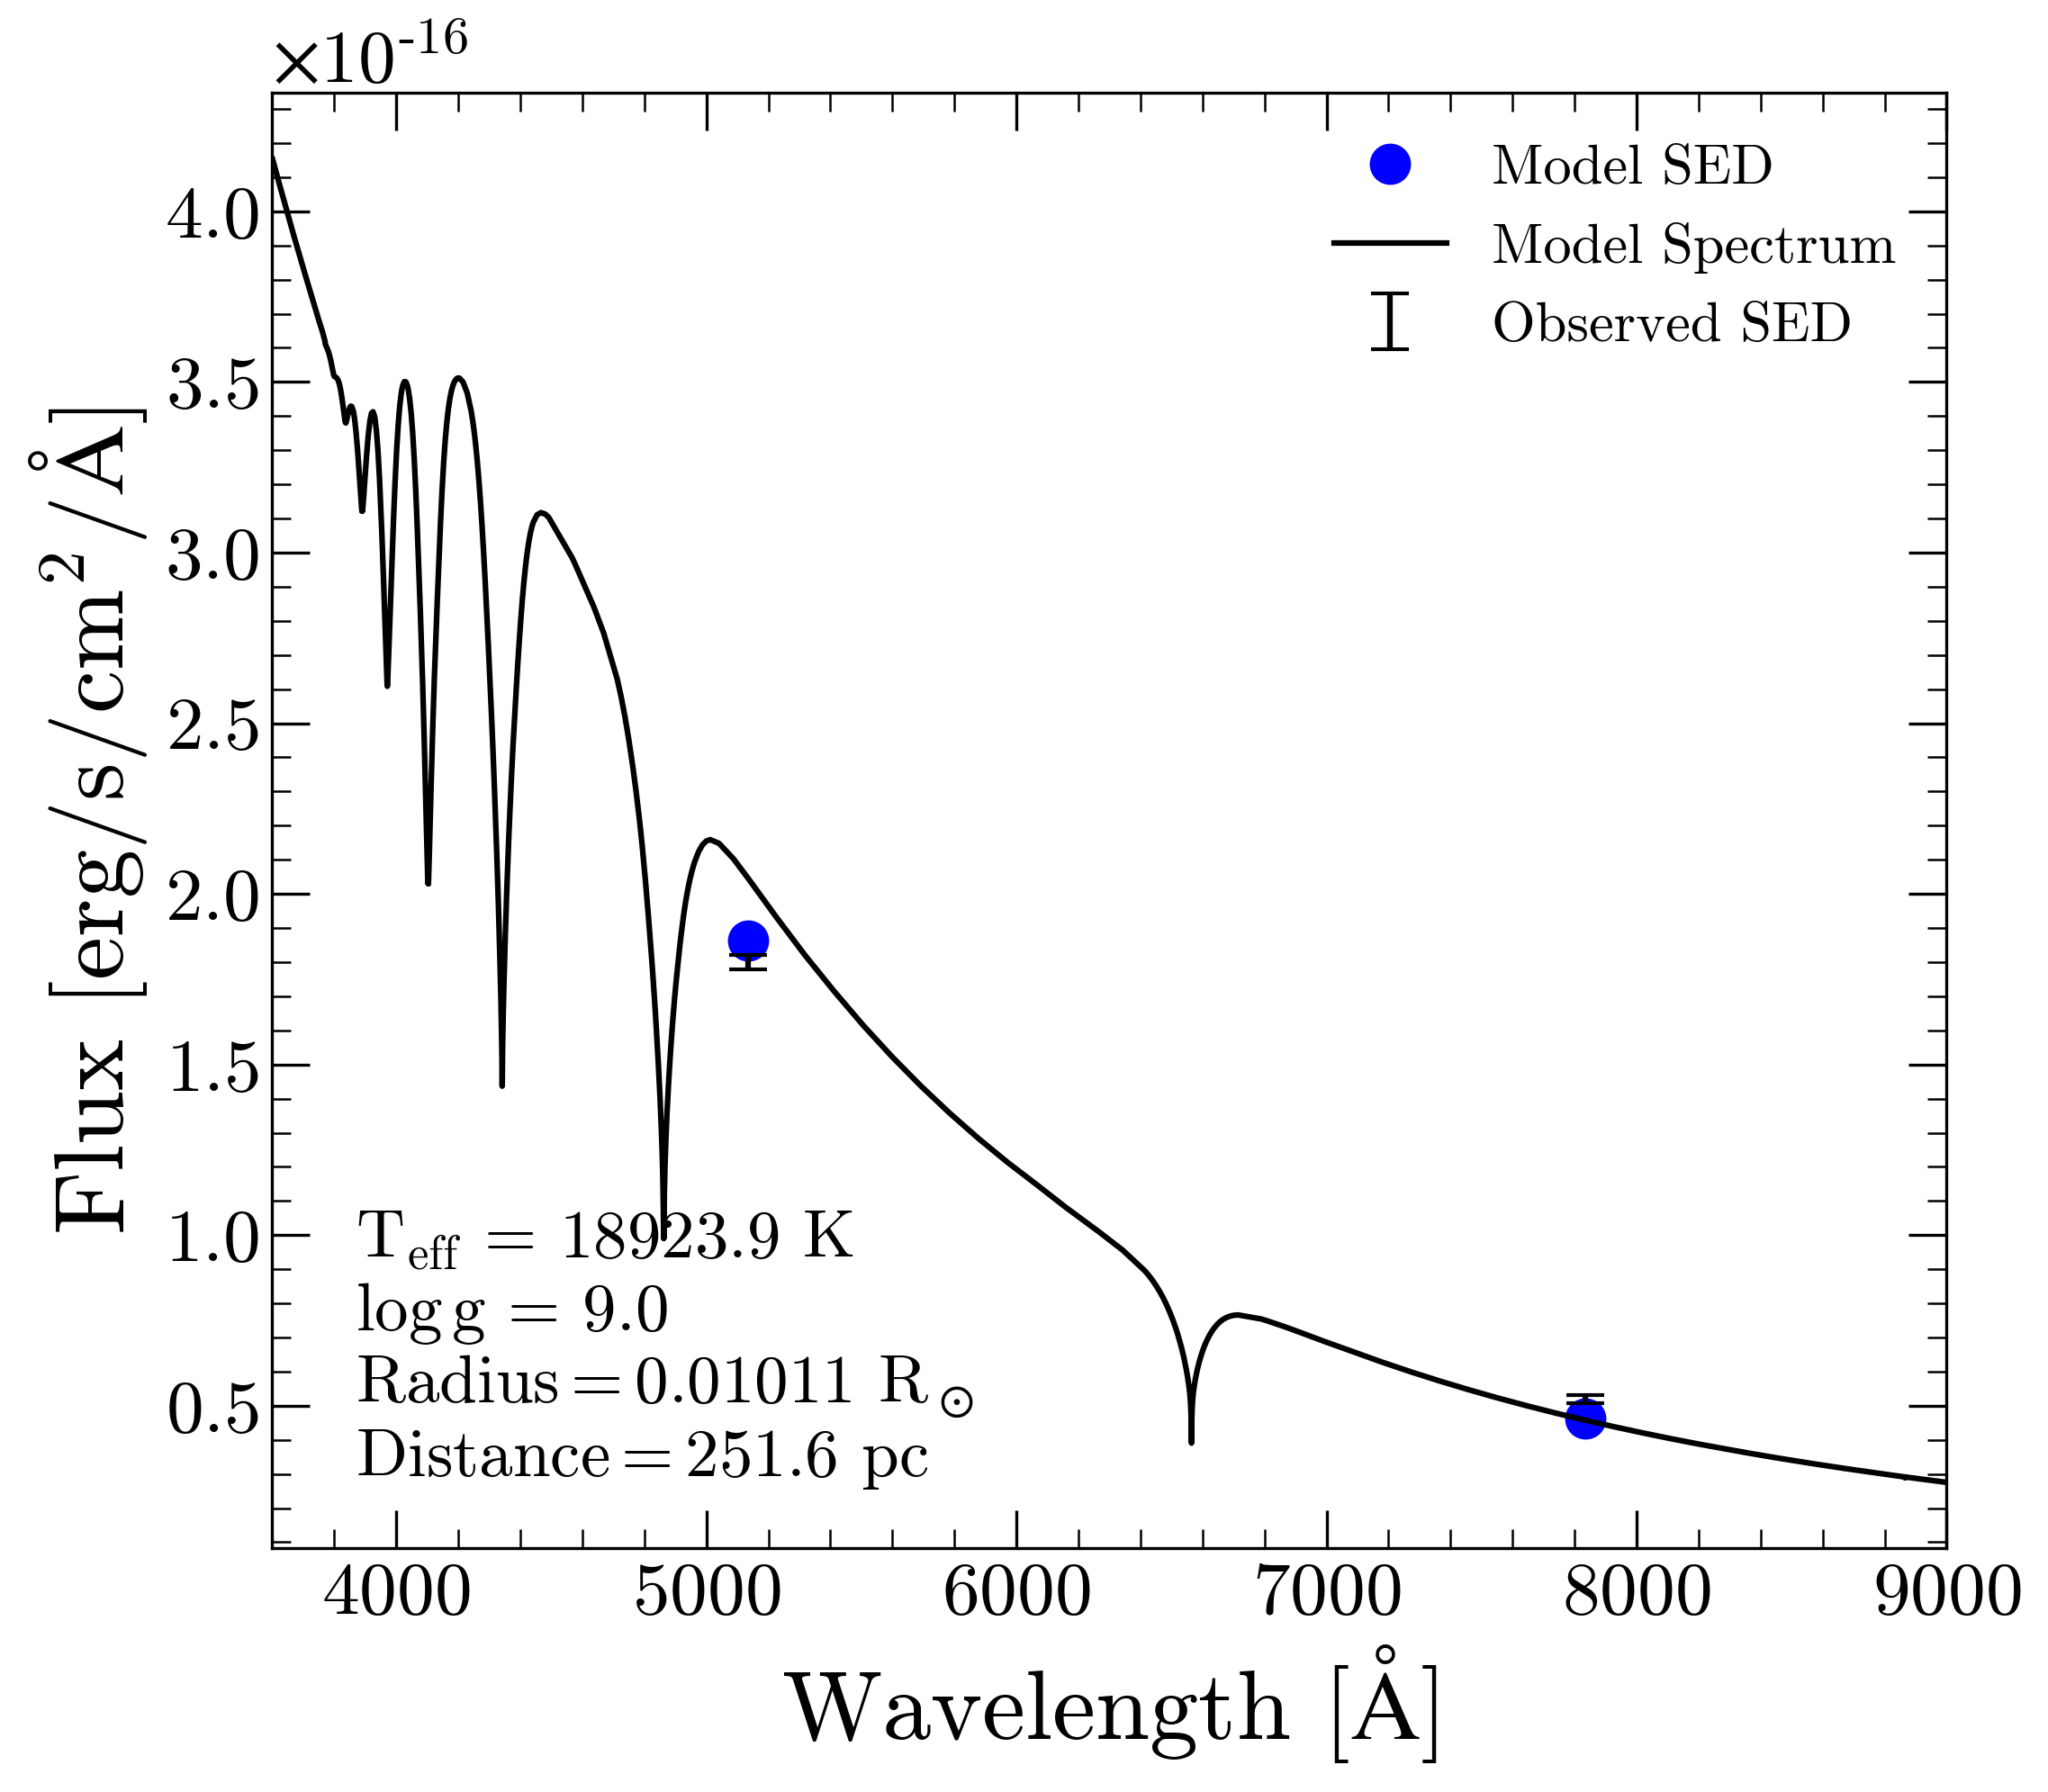 ×10^-16
Model SED
Model Spectrum
Observed SED
4.0
3.5
3.0
2.5
2.0
1.5
1.0
0.5
Flux [erg/s/cm²/Å]
T_eff = 18923.9 K
log g = 9.0
Radius = 0.01011 R_⊙
Distance = 251.6 pc
4000 5000 6000 7000 8000 9000
Wavelength [Å]